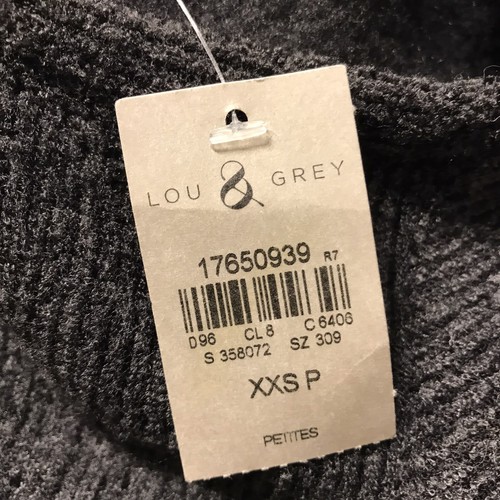 LOU & GREY
17650939 R7
D96 CL 8 C 6406
S 358072 SZ 309
XXS P
PETITES